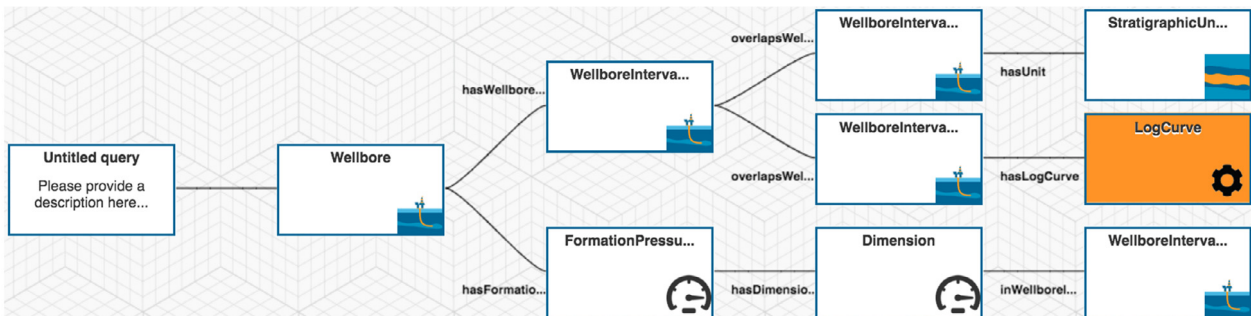 Untitled query
Please provide a
description here...
Wellbore
hasWellbore...
WellboreInterva...
overlapsWel...
WellboreInterva...
hasUnit
StratigraphicUn...
overlapsWel...
WellboreInterva...
hasLogCurve
LogCurve
hasFormatio...
FormationPressu...
hasDimensio...
Dimension
inWellboreI...
WellboreInterva...